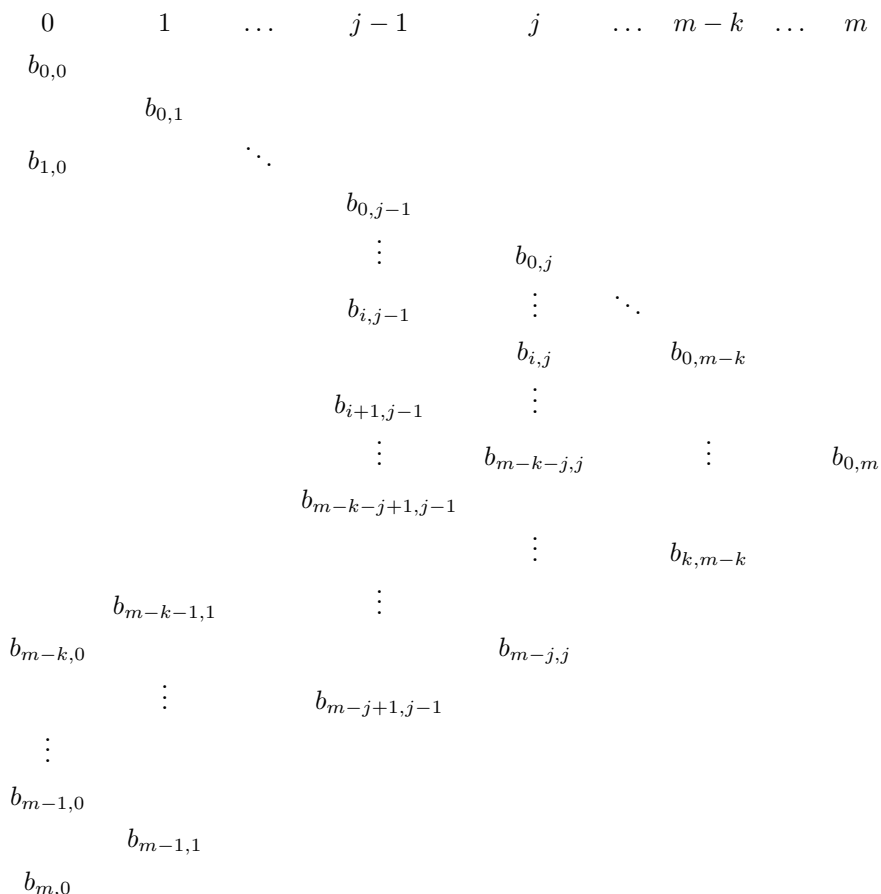 0 1 … j − 1 j … m − k … m
b_{0,0}
b_{0,1}
b_{1,0} ⋱
b_{0,j−1}
⋮ b_{0,j}
b_{i,j−1} ⋮ ⋱
b_{i,j} b_{0,m−k}
b_{i+1,j−1} ⋮
⋮ b_{m−k−j,j} ⋮ b_{0,m}
b_{m−k−j+1,j−1}
⋮ b_{k,m−k}
b_{m−k−1,1} ⋮
b_{m−k,0} b_{m−j,j}
⋮ b_{m−j+1,j−1}
⋮
b_{m−1,0}
b_{m−1,1}
b_{m,0}